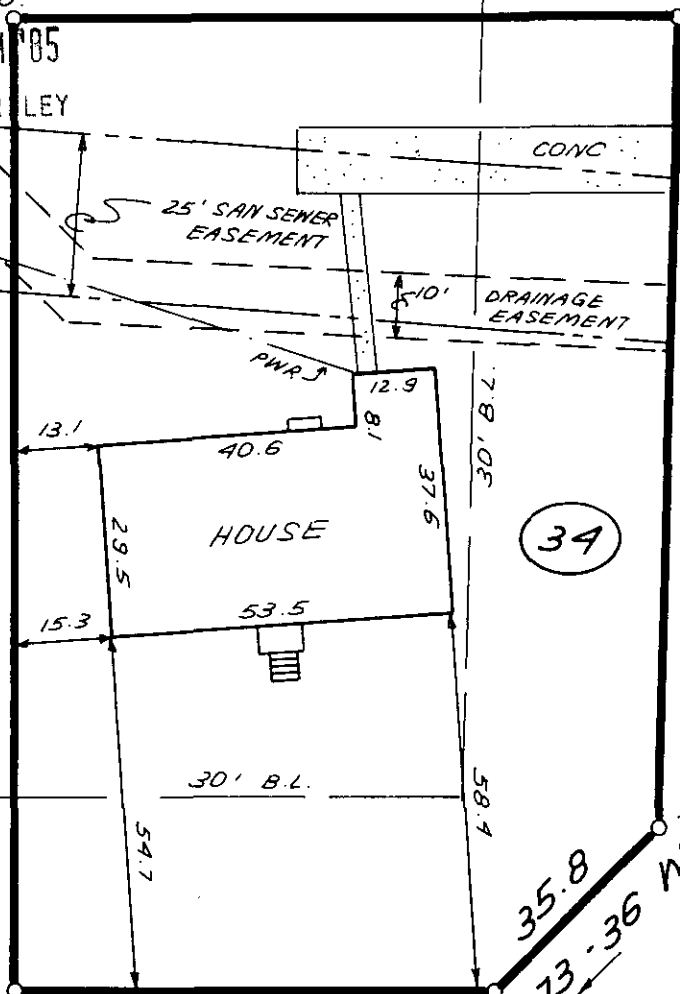 '85
LEY
CONC
25' SAN SEWER
EASEMENT
10'
DRAINAGE
EASEMENT
PWR
12.9
8.1
13.1
40.6
37.6
30' B.L.
29.5
HOUSE
34
15.3
53.5
30' B.L.
54.7
58.4
35.8
73-36